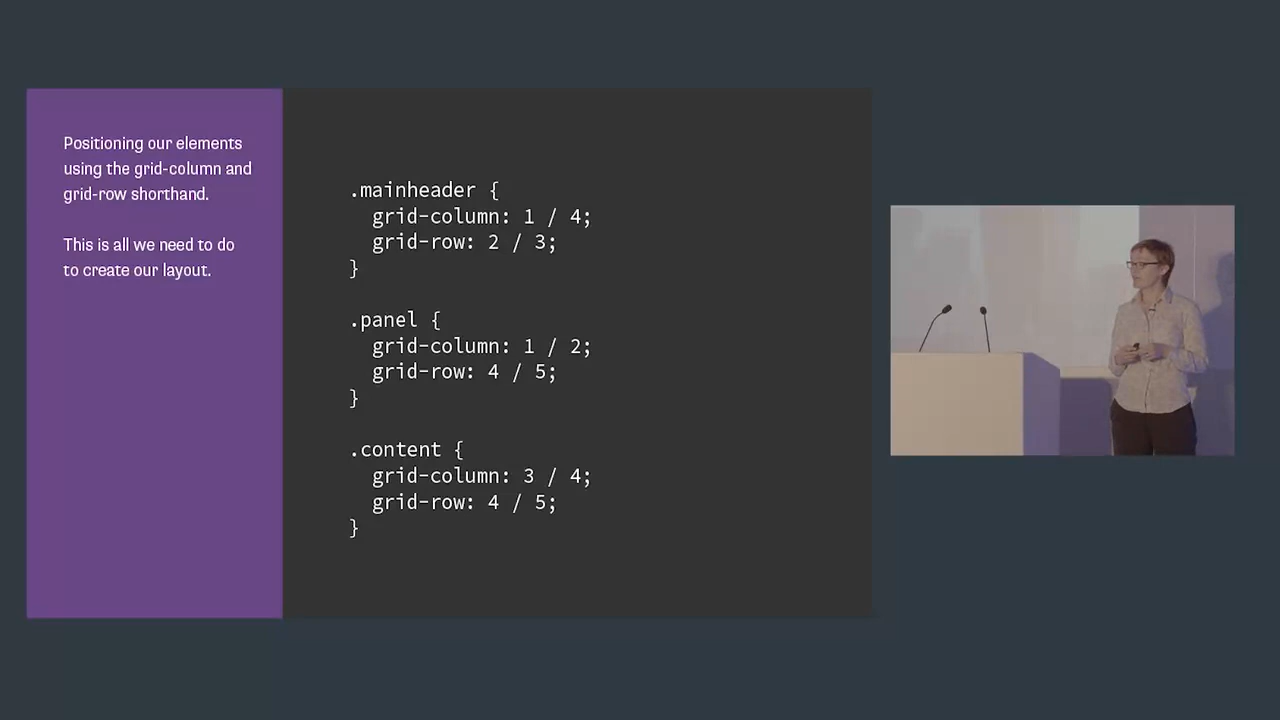 Positioning our elements
using the grid-column and
grid-row shorthand.
This is all we need to do
to create our layout.
.mainheader {
grid-column: 1 / 4;
grid-row: 2 / 3;
}
.panel {
grid-column: 1 / 2;
grid-row: 4 / 5;
}
.content {
grid-column: 3 / 4;
grid-row: 4 / 5;
}